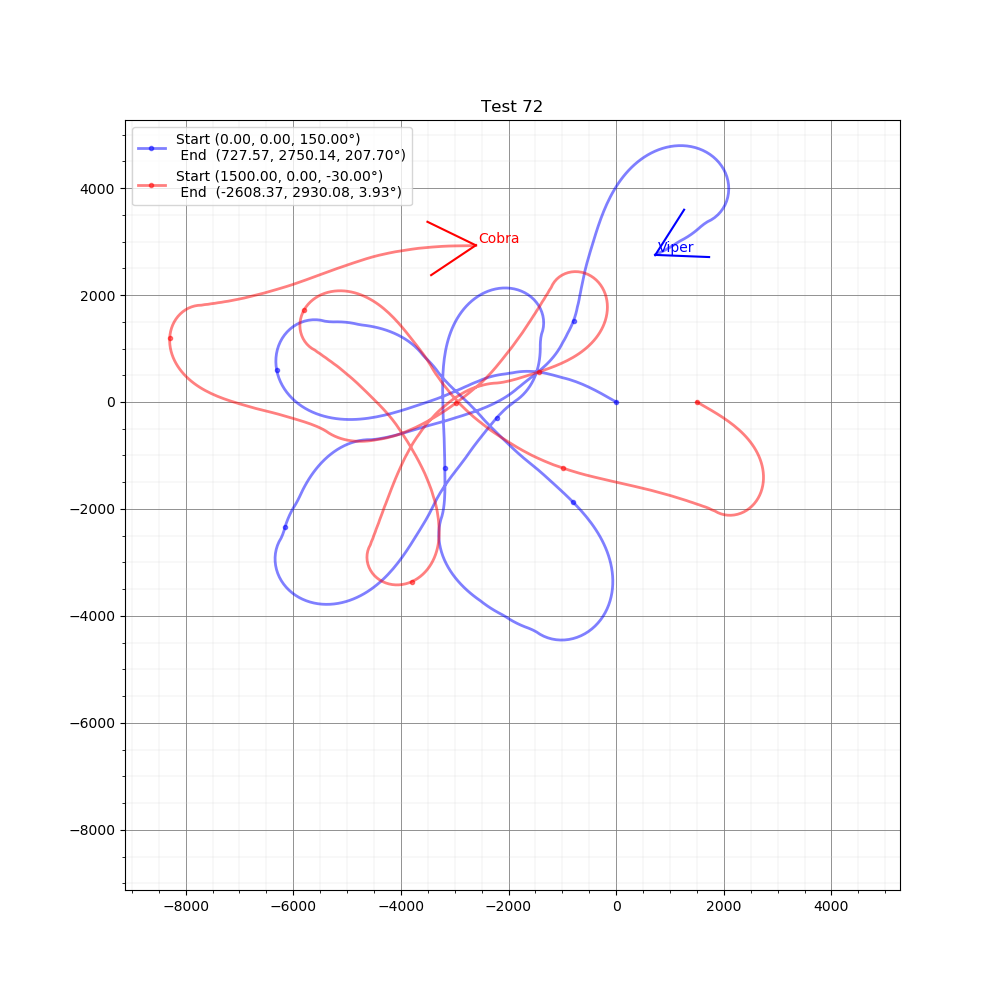 Test 72
Start (0.00, 0.00, 150.00°)
End  (727.57, 2750.14, 207.70°)
Start (1500.00, 0.00, -30.00°)
End  (-2608.37, 2930.08, 3.93°)
Cobra
Viper
4000
2000
0
−2000
−4000
−6000
−8000
−8000 −6000 −4000 −2000 0 2000 4000